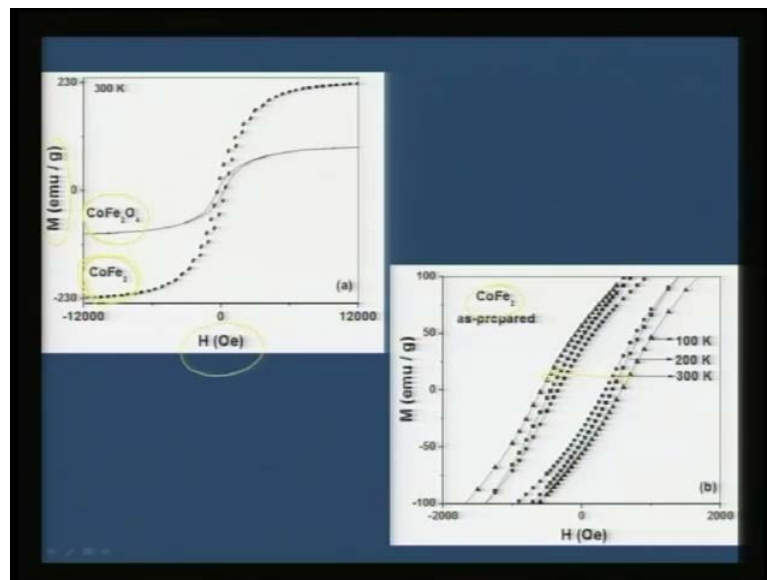 230
300 K
M (emu / g)
0
CoFe2O4
CoFe2
-230
(a)
-12000 0 12000
H (Oe)
100
CoFe2
as-prepared
50
100 K
200 K
M (emu / g)
0
300 K
-50
(b)
-100
-2000 0 2000
H (Oe)